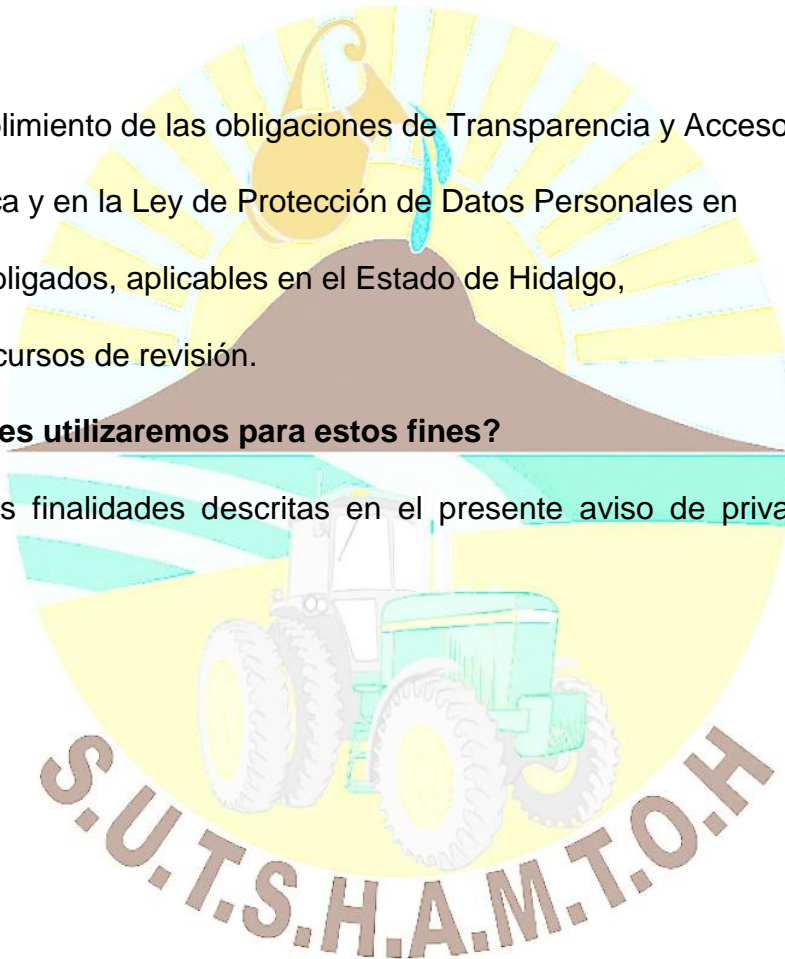 limiento de las obligaciones de Transparencia y Acceso
ca y en la Ley de Protección de Datos Personales en
ligados, aplicables en el Estado de Hidalgo,
cursos de revisión.
es utilizaremos para estos fines?
s finalidades descritas en el presente aviso de priva
S.U.T.S.H.A.M.T.O.H